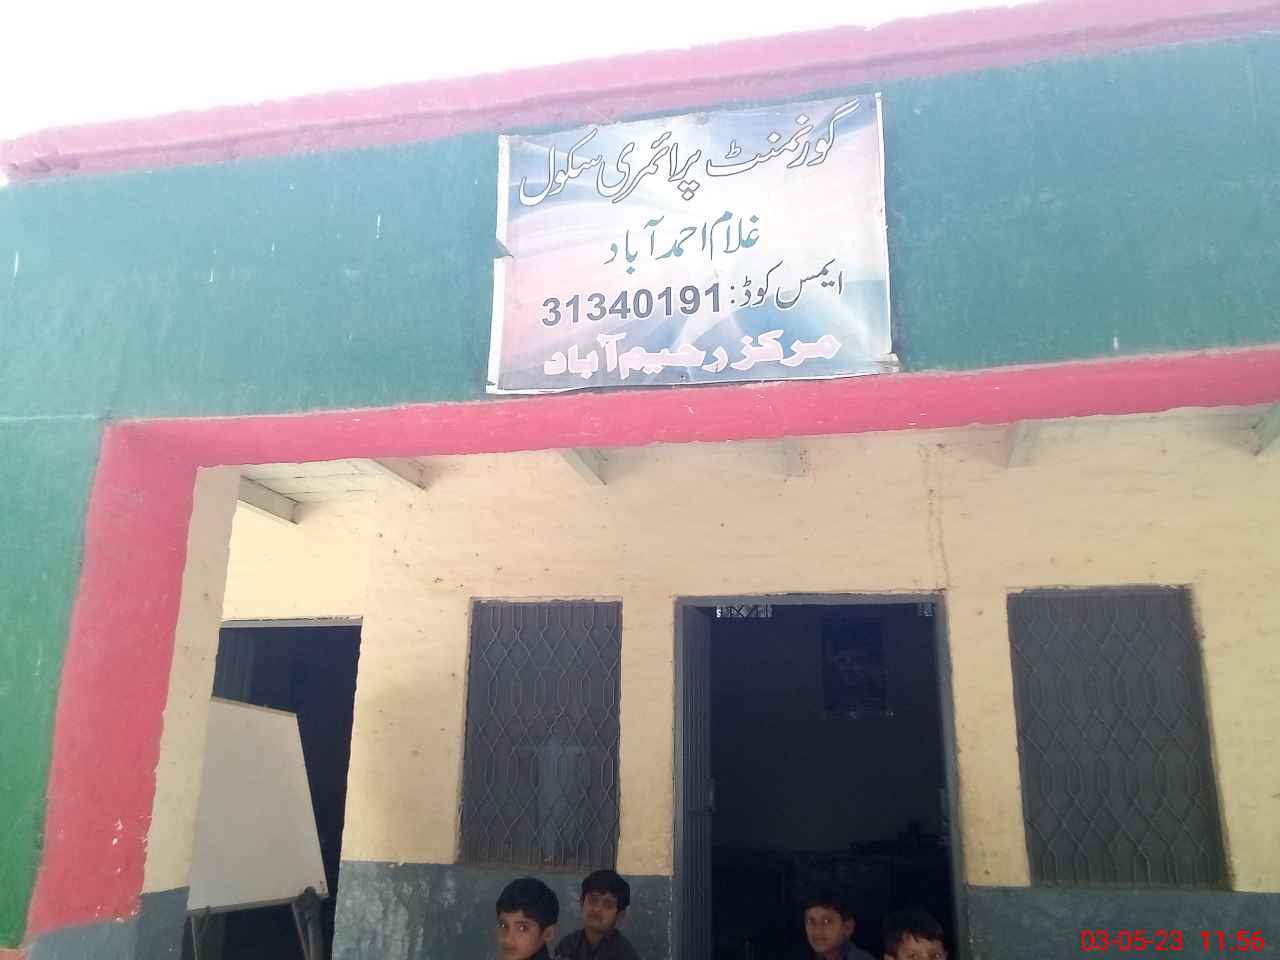 گورنمنٹ پرائمری سکول
غلام احمد آباد
ایمس کوڈ: 31340191
مرکز رحیم آباد
03-05-23 11:56